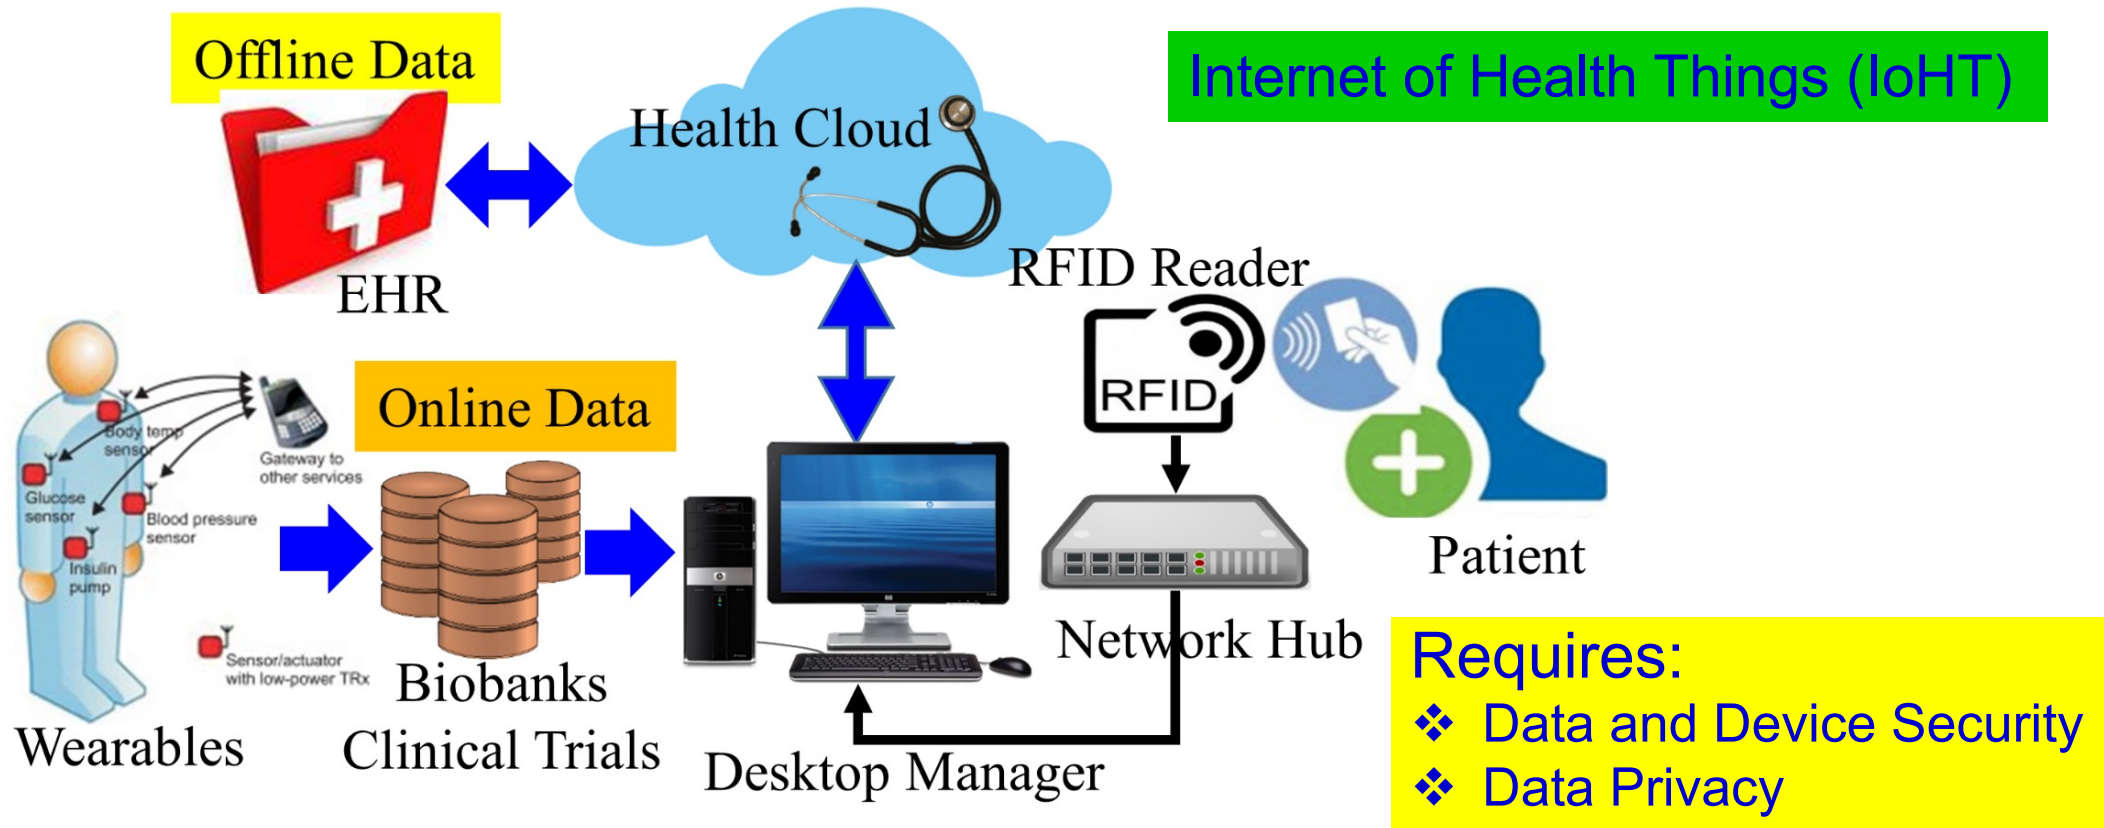 Offline Data
Internet of Health Things (IoHT)
Health Cloud
EHR
RFID Reader
RFID
Online Data
Body temp
sensor
Gateway to
other services
Glucose
sensor
Blood pressure
sensor
Insulin
pump
Sensor/actuator
with low-power TRx
Wearables
Biobanks
Clinical Trials
Desktop Manager
Network Hub
Patient
Requires:
❖ Data and Device Security
❖ Data Privacy